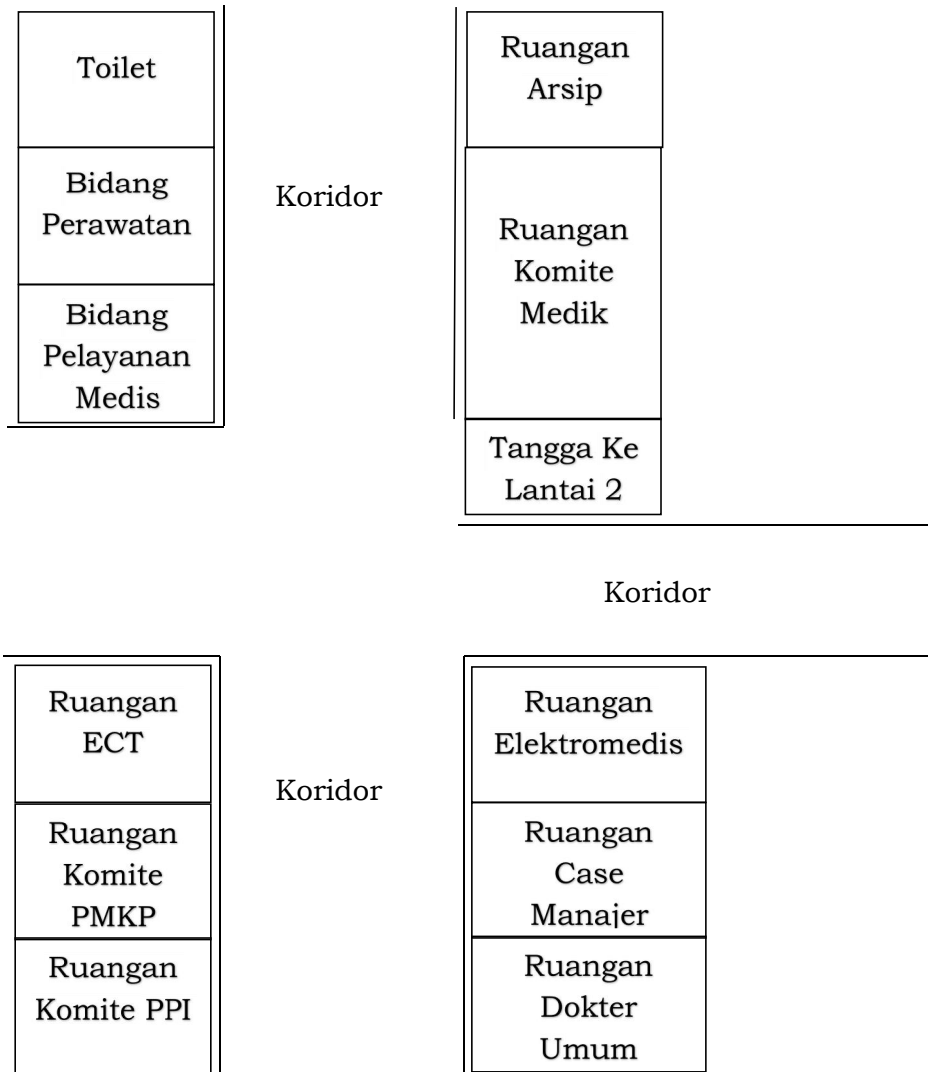 Toilet
Bidang
Perawatan
Bidang
Pelayanan
Medis
Koridor
Ruangan
Arsip
Ruangan
Komite
Medik
Tangga Ke
Lantai 2
Koridor
Ruangan
ECT
Ruangan
Komite
PMKP
Ruangan
Komite PPI
Koridor
Ruangan
Elektromedis
Ruangan
Case
Manajer
Ruangan
Dokter
Umum